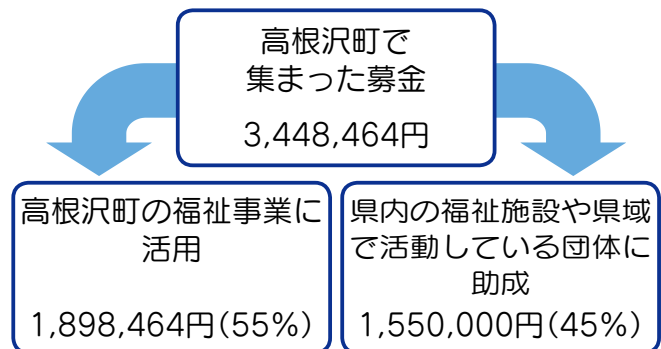 高根沢町で
集まった募金
3,448,464円
高根沢町の福祉事業に
活用
1,898,464円(55%)
県内の福祉施設や県域
で活動している団体に
助成
1,550,000円(45%)